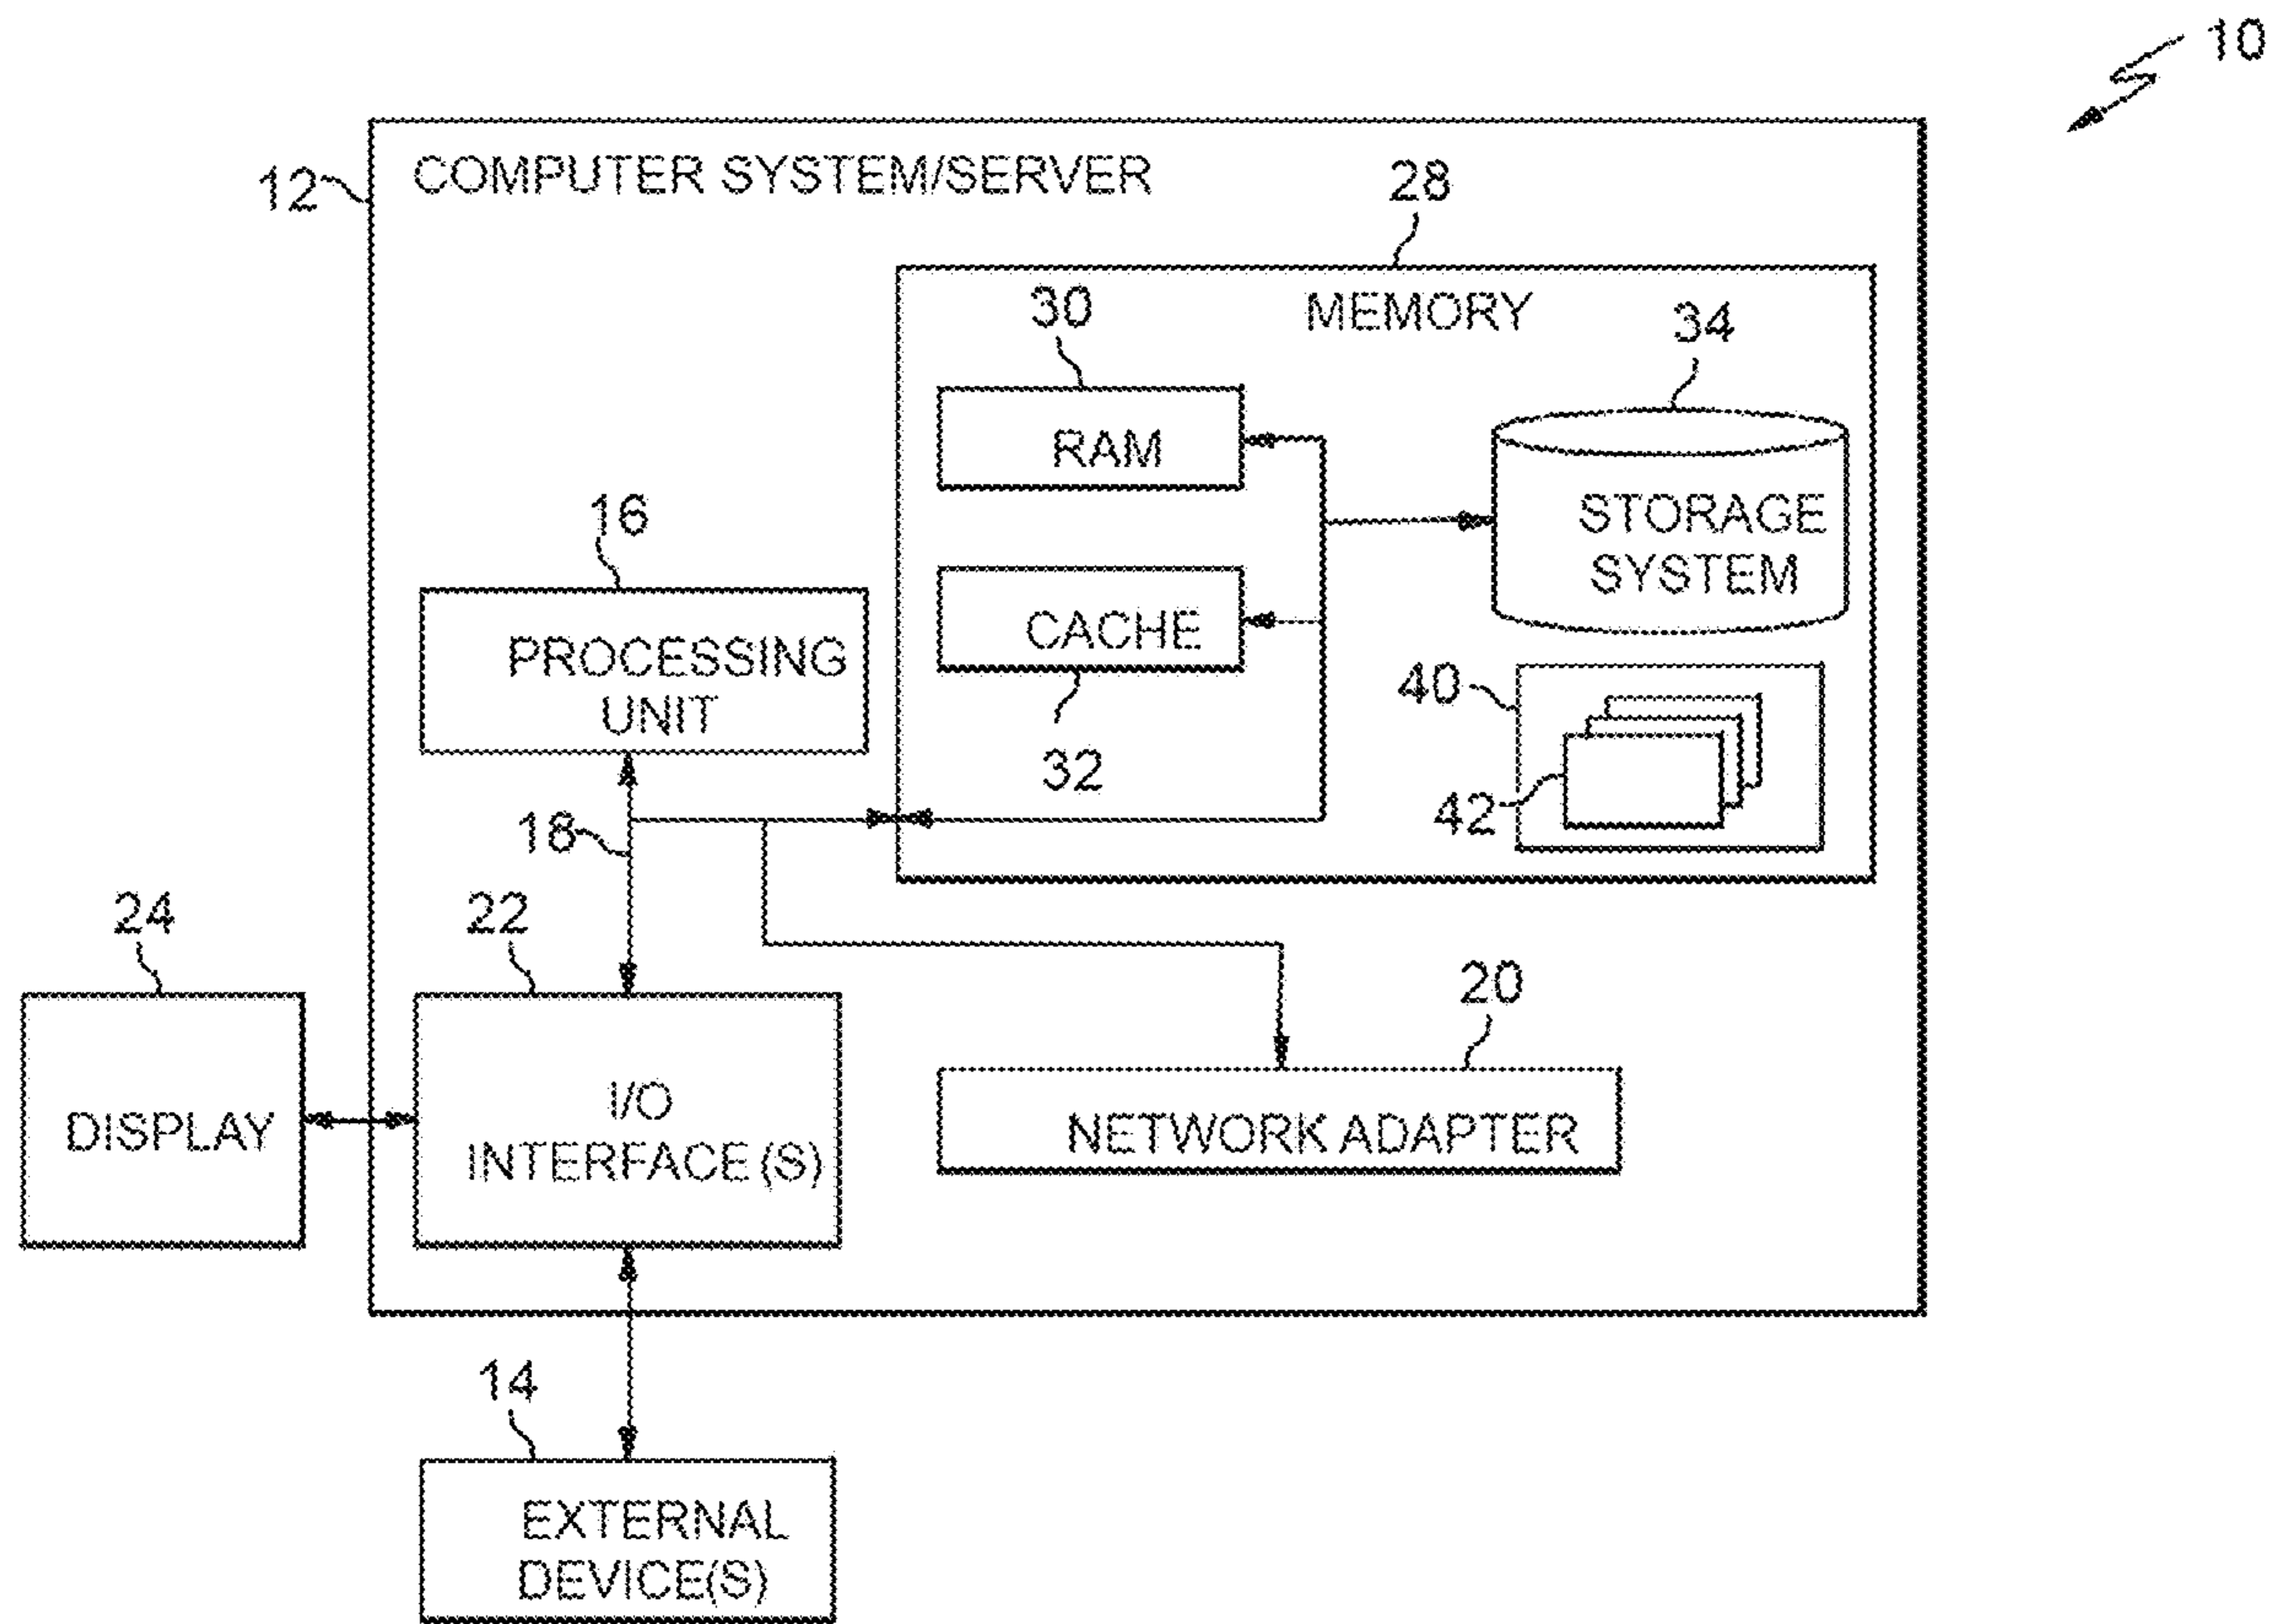 10
12
COMPUTER SYSTEM/SERVER
28
MEMORY
30
34
RAM
STORAGE
SYSTEM
16
CACHE
PROCESSING
UNIT
32
40
42
18
24
22
20
DISPLAY
I/O
INTERFACE(S)
NETWORK ADAPTER
14
EXTERNAL
DEVICE(S)